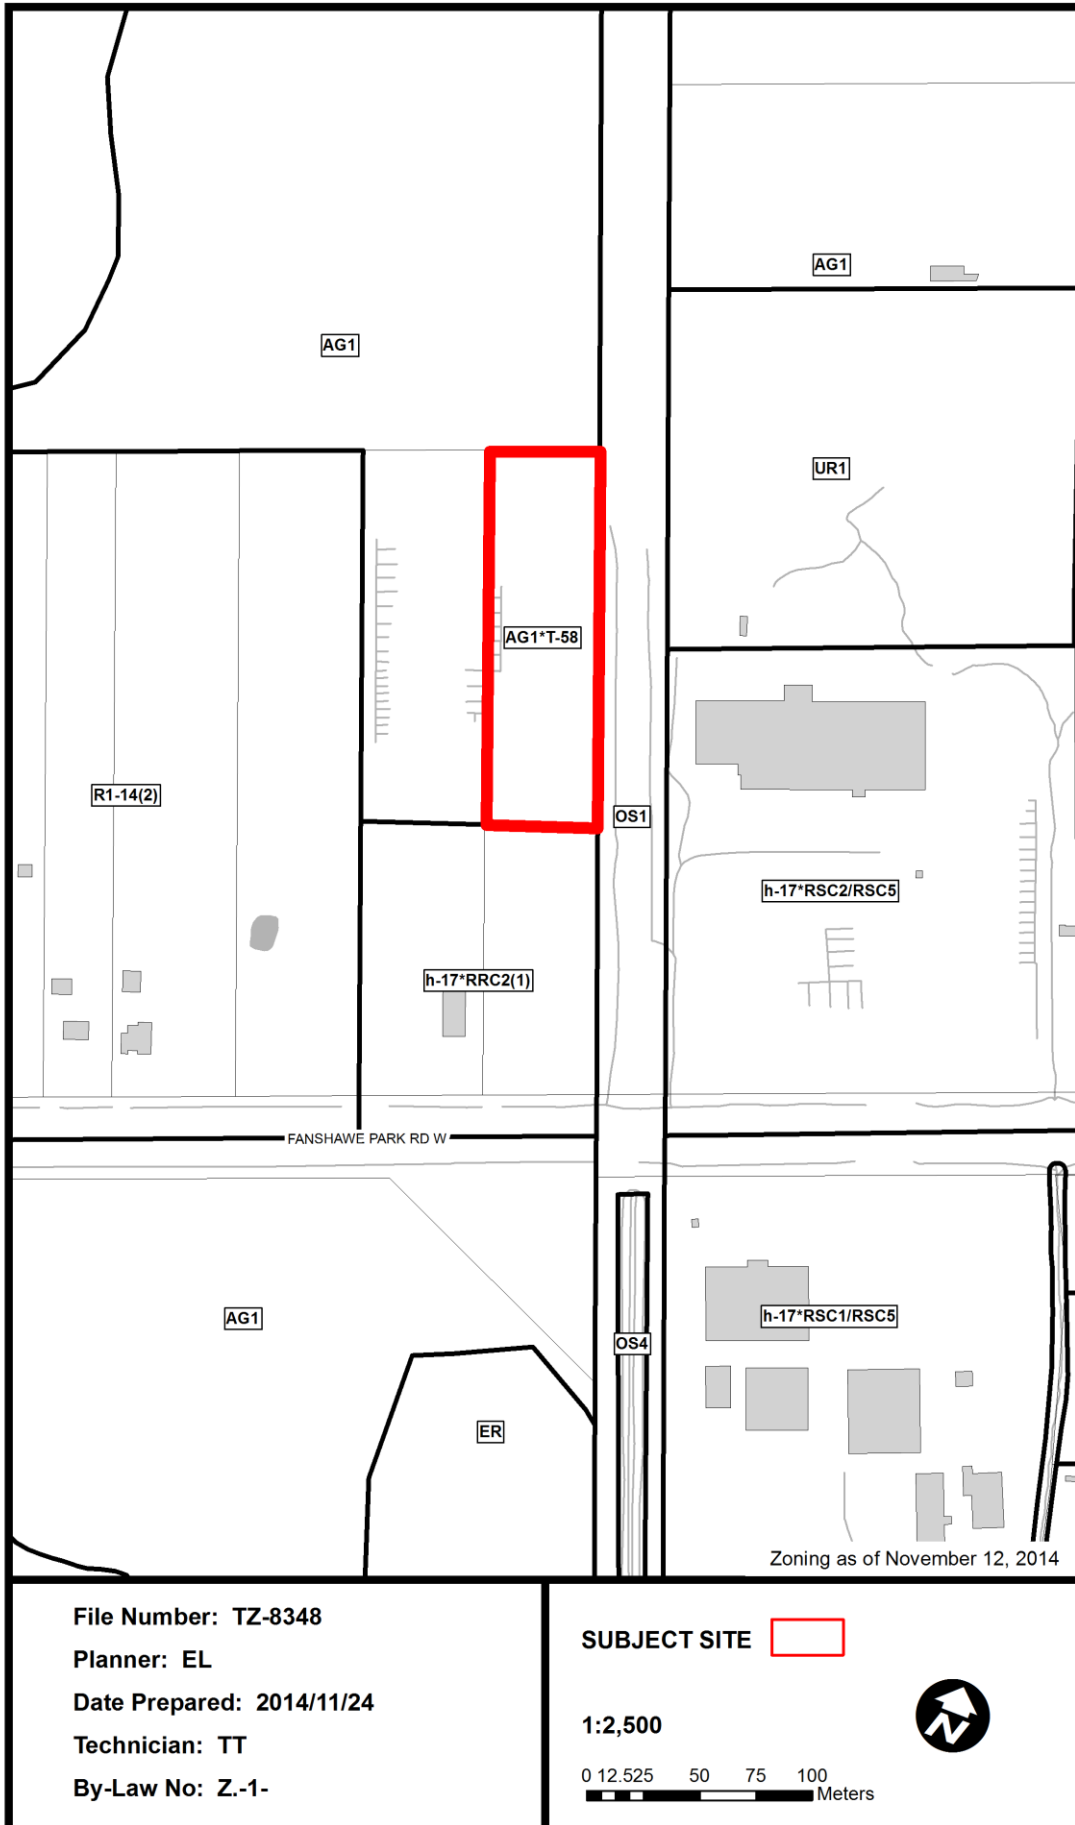 AG1
AG1
UR1
AG1*T-58
R1-14(2)
OS1
h-17*RSC2/RSC5
h-17*RRC2(1)
FANSHAWE PARK RD W
AG1
h-17*RSC1/RSC5
OS4
ER
Zoning as of November 12, 2014
File Number: TZ-8348
Planner: EL
Date Prepared: 2014/11/24
Technician: TT
By-Law No: Z.-1-
SUBJECT SITE
1:2,500
N
0 12.525 50 75 100
Meters